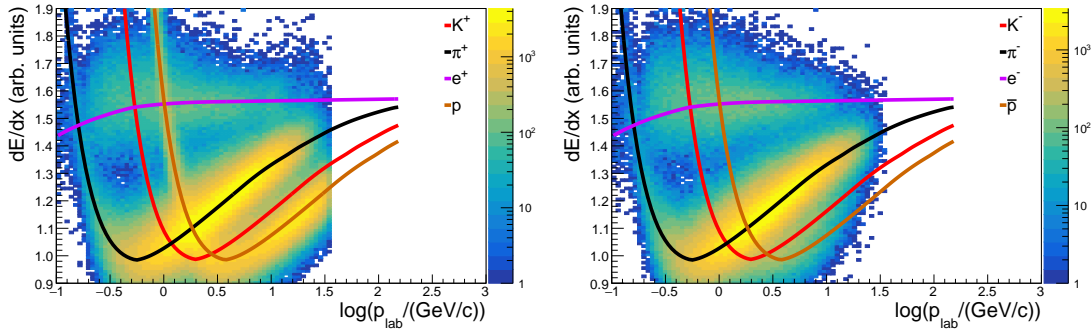 dE/dx (arb. units)
1.9
1.8
1.7
1.6
1.5
1.4
1.3
1.2
1.1
1.0
0.9
−1 −0.5 0 0.5 1 1.5 2 2.5 3
log(p_lab/(GeV/c))
K⁺
π⁺
e⁺
p
10³
10²
10
1
dE/dx (arb. units)
1.9
1.8
1.7
1.6
1.5
1.4
1.3
1.2
1.1
1.0
0.9
−1 −0.5 0 0.5 1 1.5 2 2.5 3
log(p_lab/(GeV/c))
K⁻
π⁻
e⁻
p̅
10³
10²
10
1